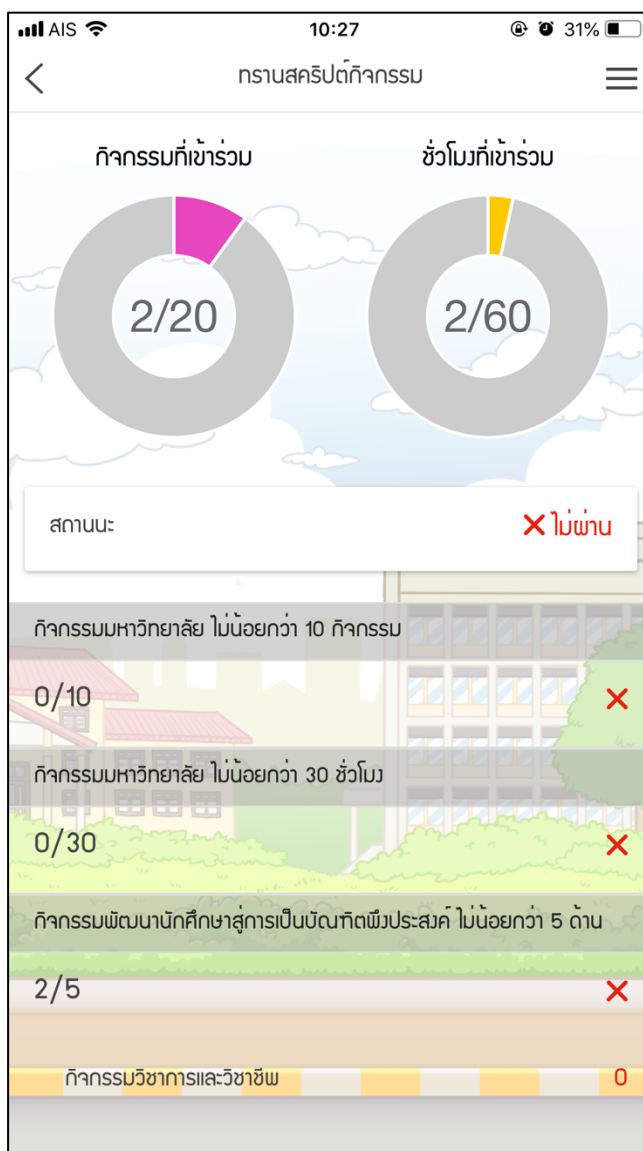 AIS 10:27 31%
ทรานสคริปต์กิจกรรม
กิจกรรมที่เข้าร่วม ชั่วโมงที่เข้าร่วม
2/20 2/60
สถานนะ ไม่ผ่าน
กิจกรรมมหาวิทยาลัย ไม่น้อยกว่า 10 กิจกรรม
0/10
กิจกรรมมหาวิทยาลัย ไม่น้อยกว่า 30 ชั่วโมง
0/30
กิจกรรมพัฒนานักศึกษาสู่การเป็นบัณฑิตพึงประสงค์ ไม่น้อยกว่า 5 ด้าน
2/5
กิจกรรมวิชาการและวิชาชีพ 0